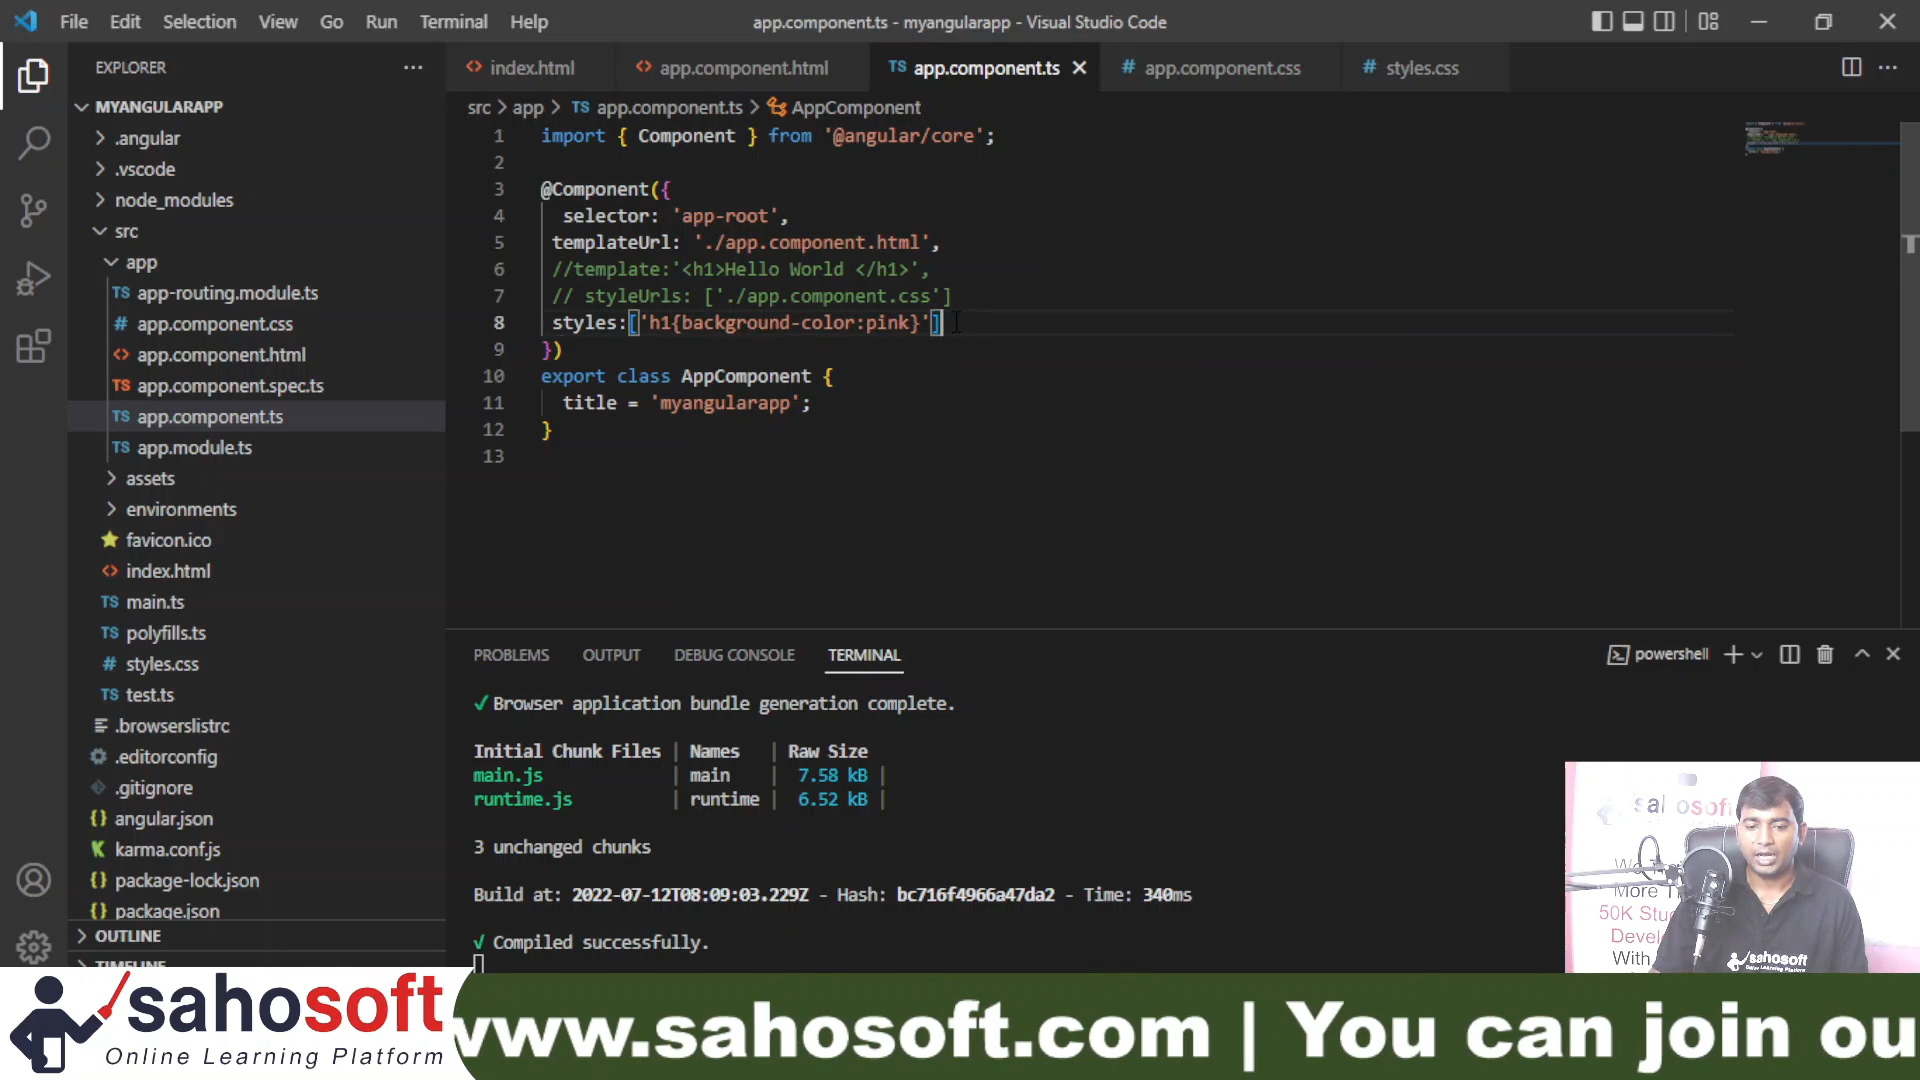 File Edit Selection View Go Run Terminal Help
app.component.ts - myangularapp - Visual Studio Code
EXPLORER
MYANGULARAPP
.angular
.vscode
node_modules
src
app
TS app-routing.module.ts
# app.component.css
<> app.component.html
TS app.component.spec.ts
TS app.component.ts
TS app.module.ts
assets
environments
favicon.ico
<> index.html
TS main.ts
TS polyfills.ts
# styles.css
TS test.ts
.browserslistrc
.editorconfig
.gitignore
{} angular.json
karma.conf.js
{} package-lock.json
{} package.json
OUTLINE
TIMELINE
<> index.html
<> app.component.html
TS app.component.ts
# app.component.css
# styles.css
src > app > TS app.component.ts > AppComponent
1 import { Component } from '@angular/core';
2
3 @Component({
4 selector: 'app-root',
5 templateUrl: './app.component.html',
6 //template:'<h1>Hello World </h1>',
7 // styleUrls: ['./app.component.css']
8 styles:['h1{background-color:pink}']
9 })
10 export class AppComponent {
11 title = 'myangularapp';
12 }
13
PROBLEMS OUTPUT DEBUG CONSOLE TERMINAL
powershell
✓ Browser application bundle generation complete.
Initial Chunk Files | Names | Raw Size
main.js | main | 7.58 kB |
runtime.js | runtime | 6.52 kB |
3 unchanged chunks
Build at: 2022-07-12T08:09:03.229Z - Hash: bc716f4966a47da2 - Time: 340ms
√ Compiled successfully.
sahosoft
More T
50K Stu
Develo
With
sahosoft
Online Learning Platform
sahosoft
Online Learning Platform
www.sahosoft.com | You can join ou